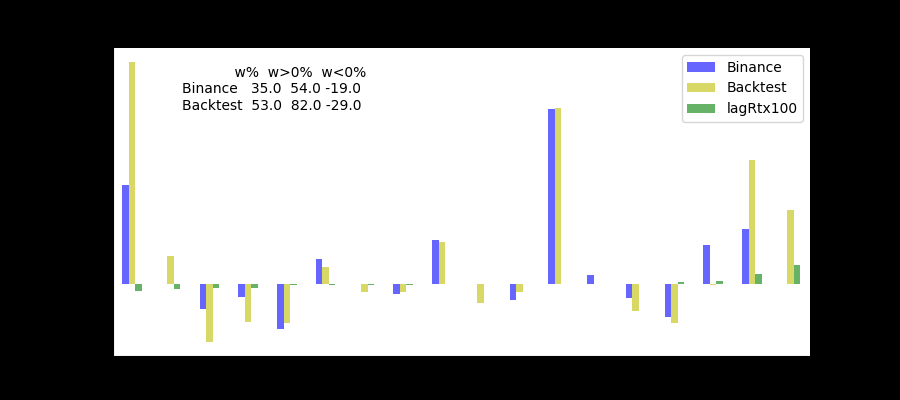 w% w>0% w<0%
Binance 35.0 54.0 -19.0
Backtest 53.0 82.0 -29.0
Binance
Backtest
lagRtx100